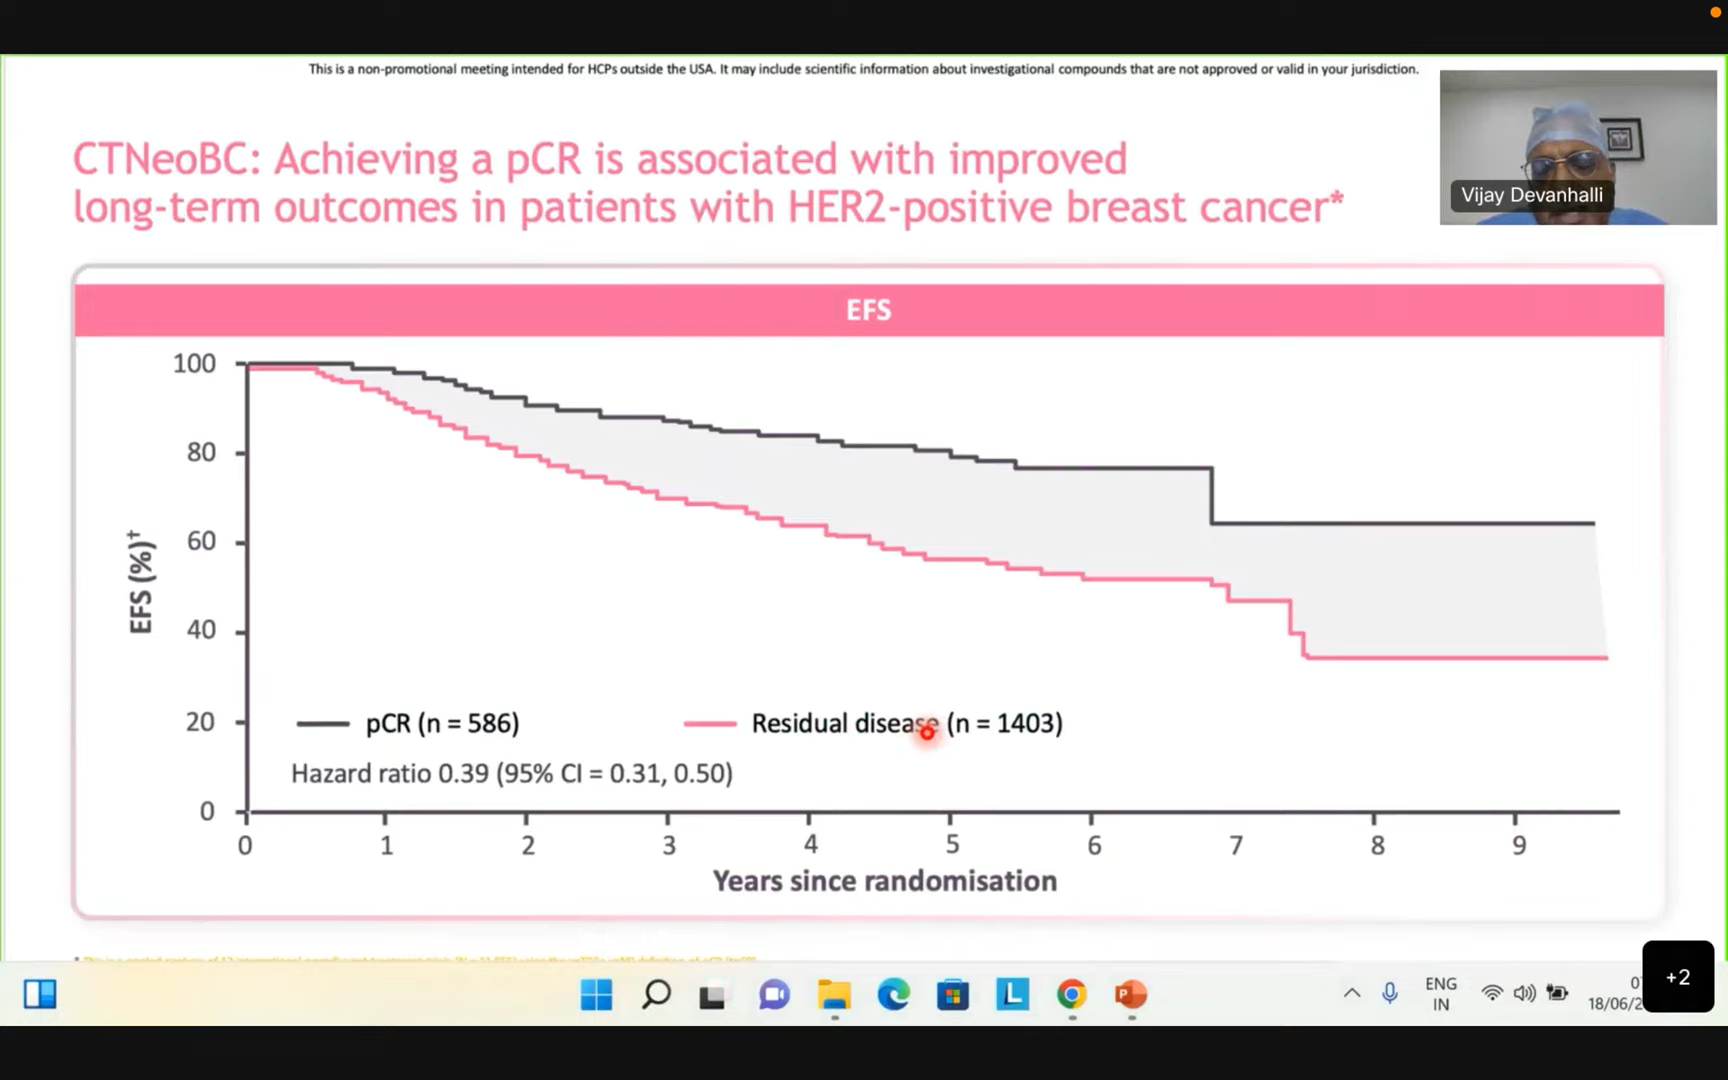 This is a non-promotional meeting intended for HCPs outside the USA. It may include scientific information about investigational compounds that are not approved or valid in your jurisdiction.
CTNeoBC: Achieving a pCR is associated with improved
long-term outcomes in patients with HER2-positive breast cancer*
Vijay Devanhalli
EFS
100
80
60
40
20
0
EFS (%)†
pCR (n = 586)
Residual disease (n = 1403)
Hazard ratio 0.39 (95% CI = 0.31, 0.50)
0 1 2 3 4 5 6 7 8 9
Years since randomisation
+2
ENG
IN
18/06/2